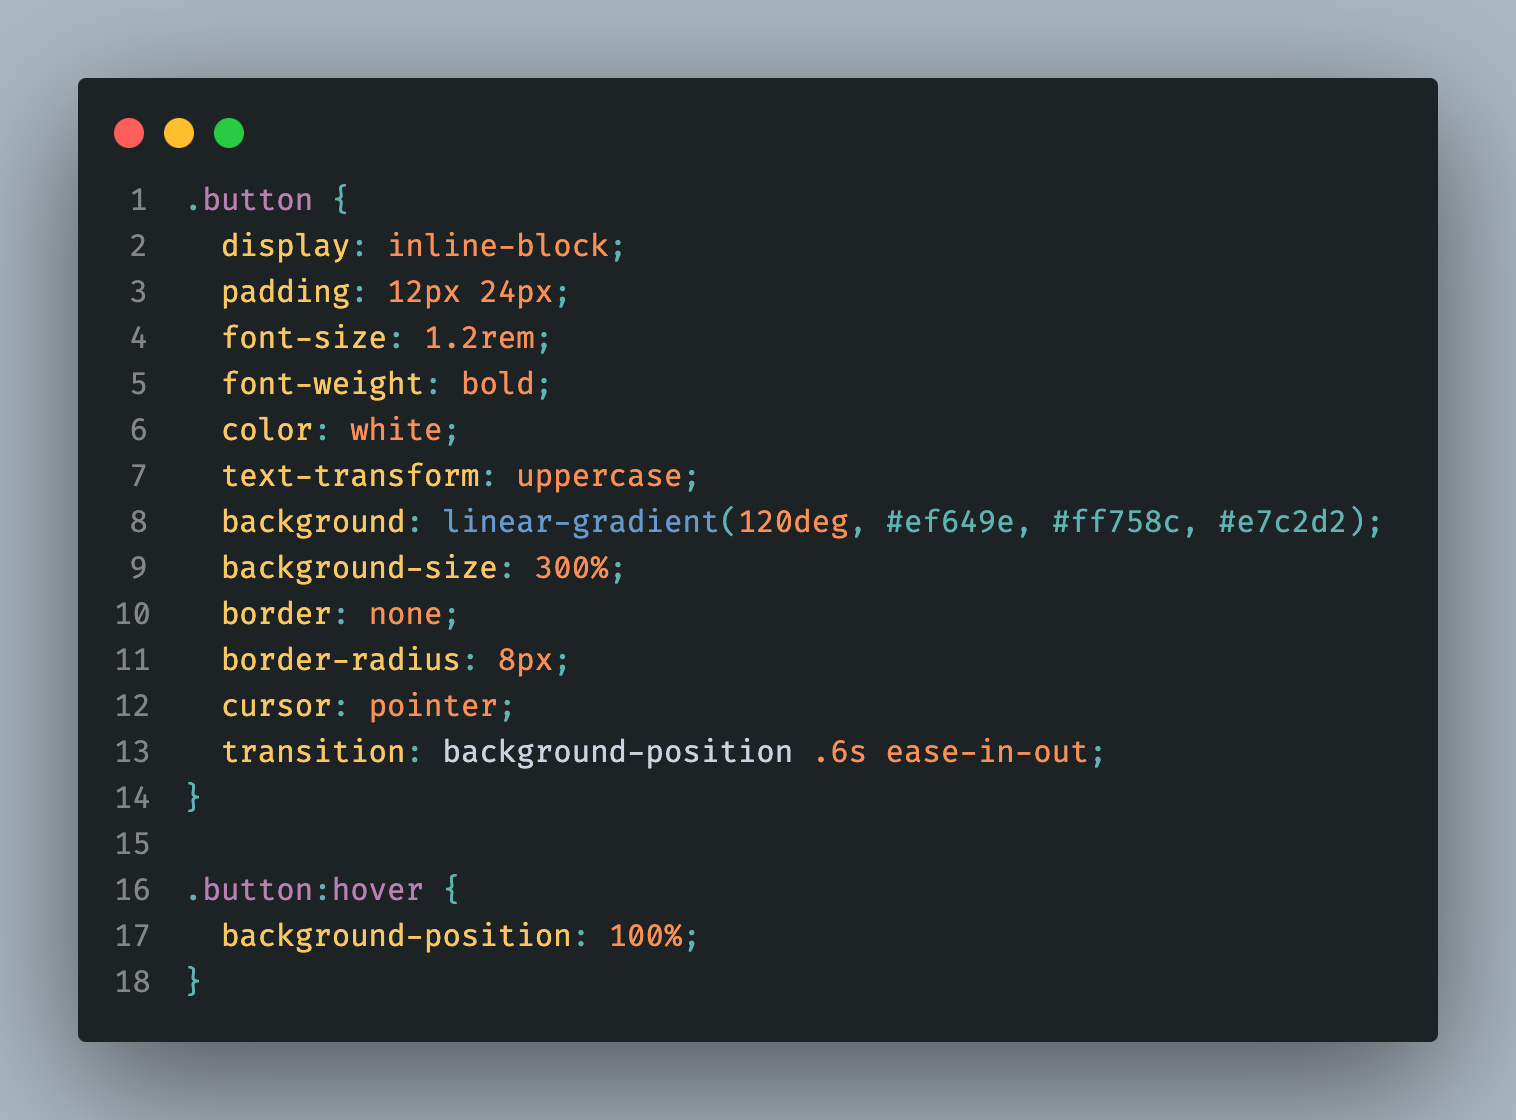 1 .button {
2   display: inline-block;
3   padding: 12px 24px;
4   font-size: 1.2rem;
5   font-weight: bold;
6   color: white;
7   text-transform: uppercase;
8   background: linear-gradient(120deg, #ef649e, #ff758c, #e7c2d2);
9   background-size: 300%;
10   border: none;
11   border-radius: 8px;
12   cursor: pointer;
13   transition: background-position .6s ease-in-out;
14 }
15
16 .button:hover {
17   background-position: 100%;
18 }